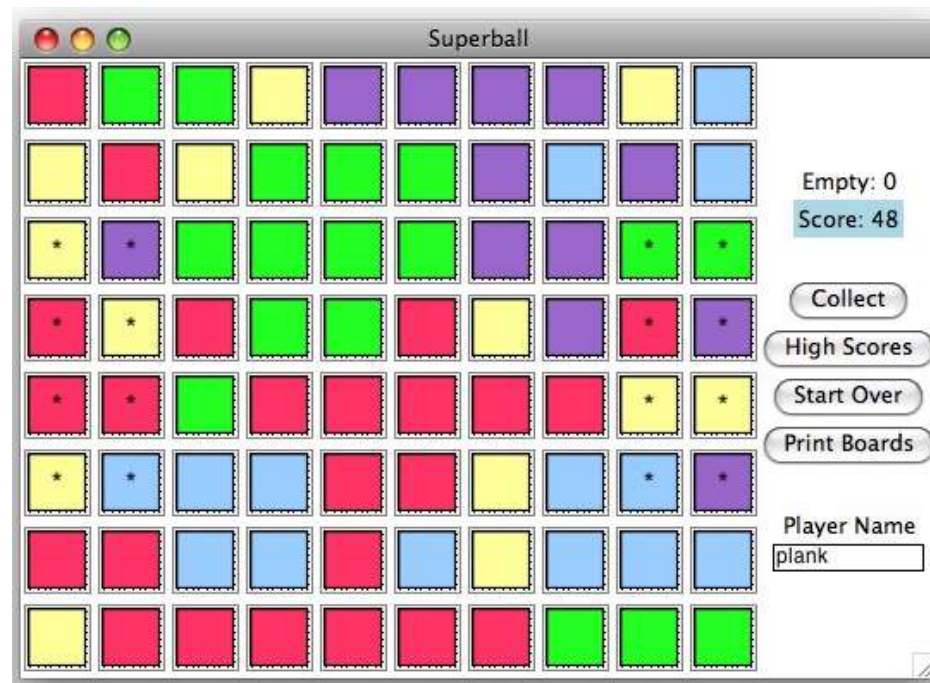 Superball
Empty: 0
Score: 48
* * * *
* * * *
Collect
High Scores
* * * *
Start Over
Print Boards
* * * *
Player Name
plank